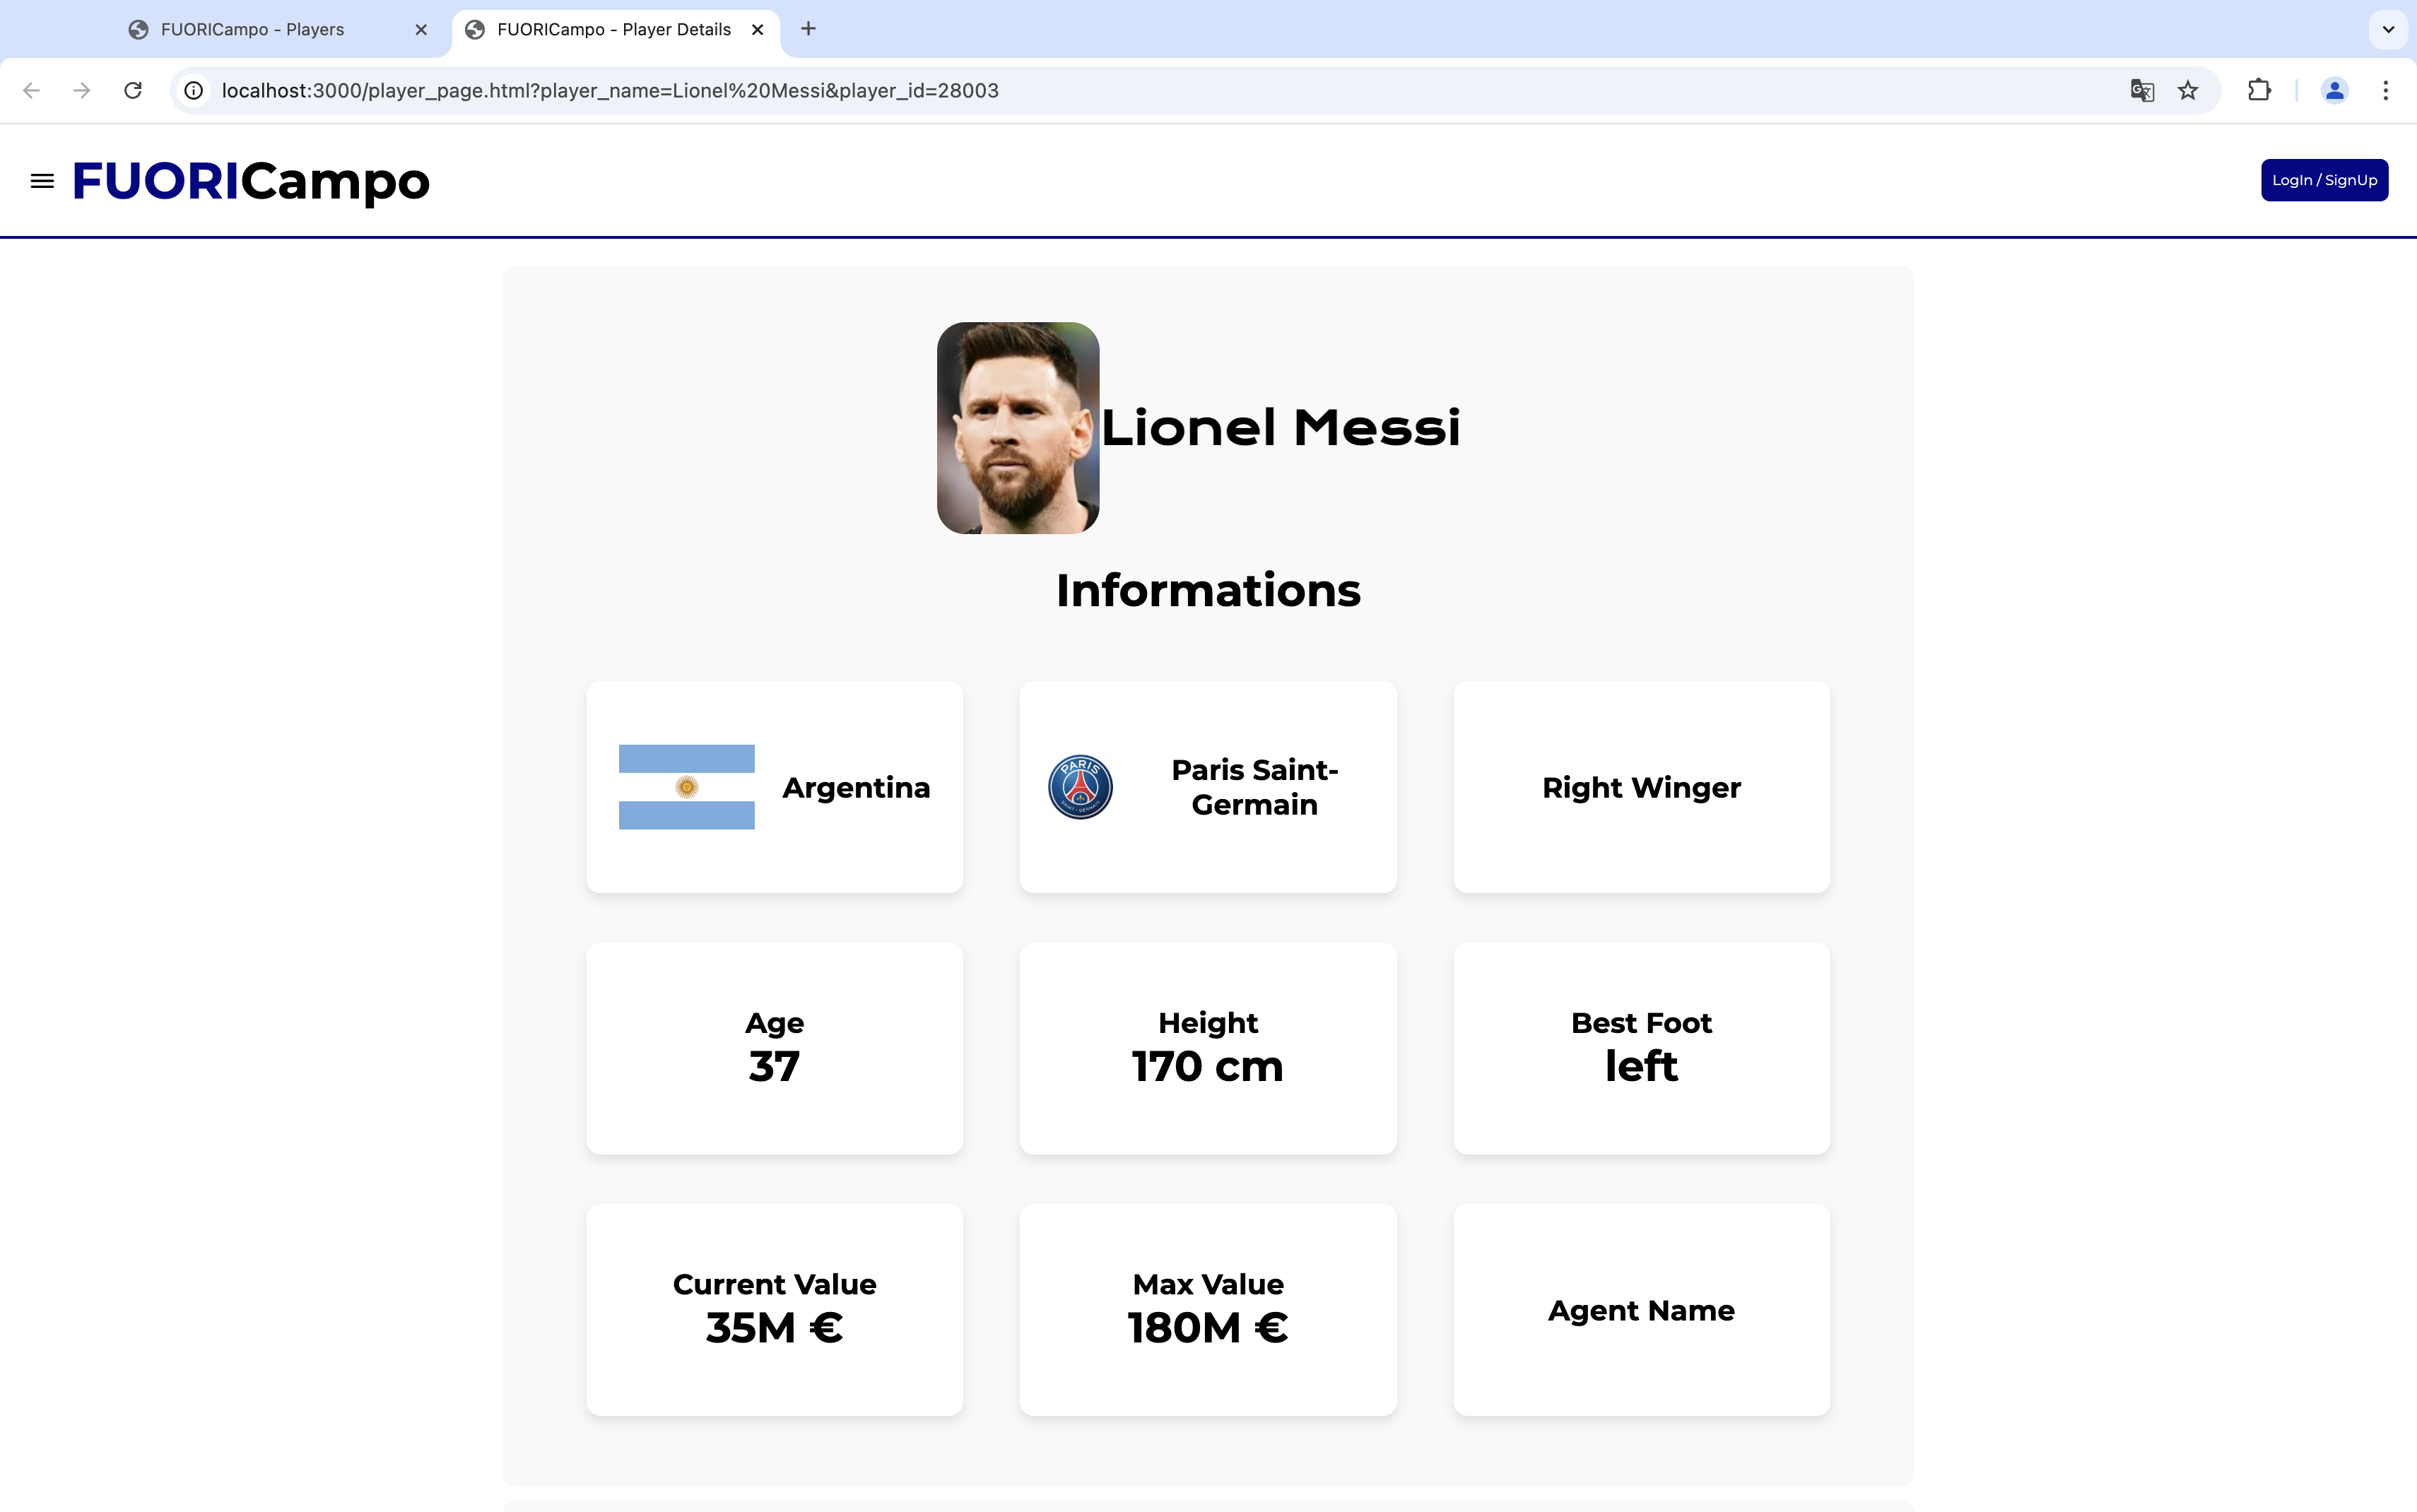 FUORICampo - Players
FUORICampo - Player Details
localhost:3000/player_page.html?player_name=Lionel%20Messi&player_id=28003
FUORICampo
LogIn / SignUp
Lionel Messi
Informations
Argentina
PARIS
SAINT-GERMAIN
Paris Saint-
Germain
Right Winger
Age
37
Height
170 cm
Best Foot
left
Current Value
35M €
Max Value
180M €
Agent Name